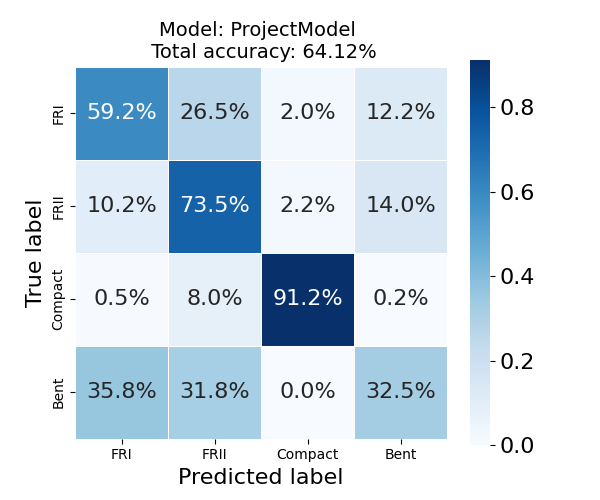 Model: ProjectModel
Total accuracy: 64.12%
True label
FRI
59.2% 26.5% 2.0% 12.2%
FRII
10.2% 73.5% 2.2% 14.0%
Compact
0.5% 8.0% 91.2% 0.2%
Bent
35.8% 31.8% 0.0% 32.5%
FRI FRII Compact Bent
Predicted label
0.8
0.6
0.4
0.2
0.0